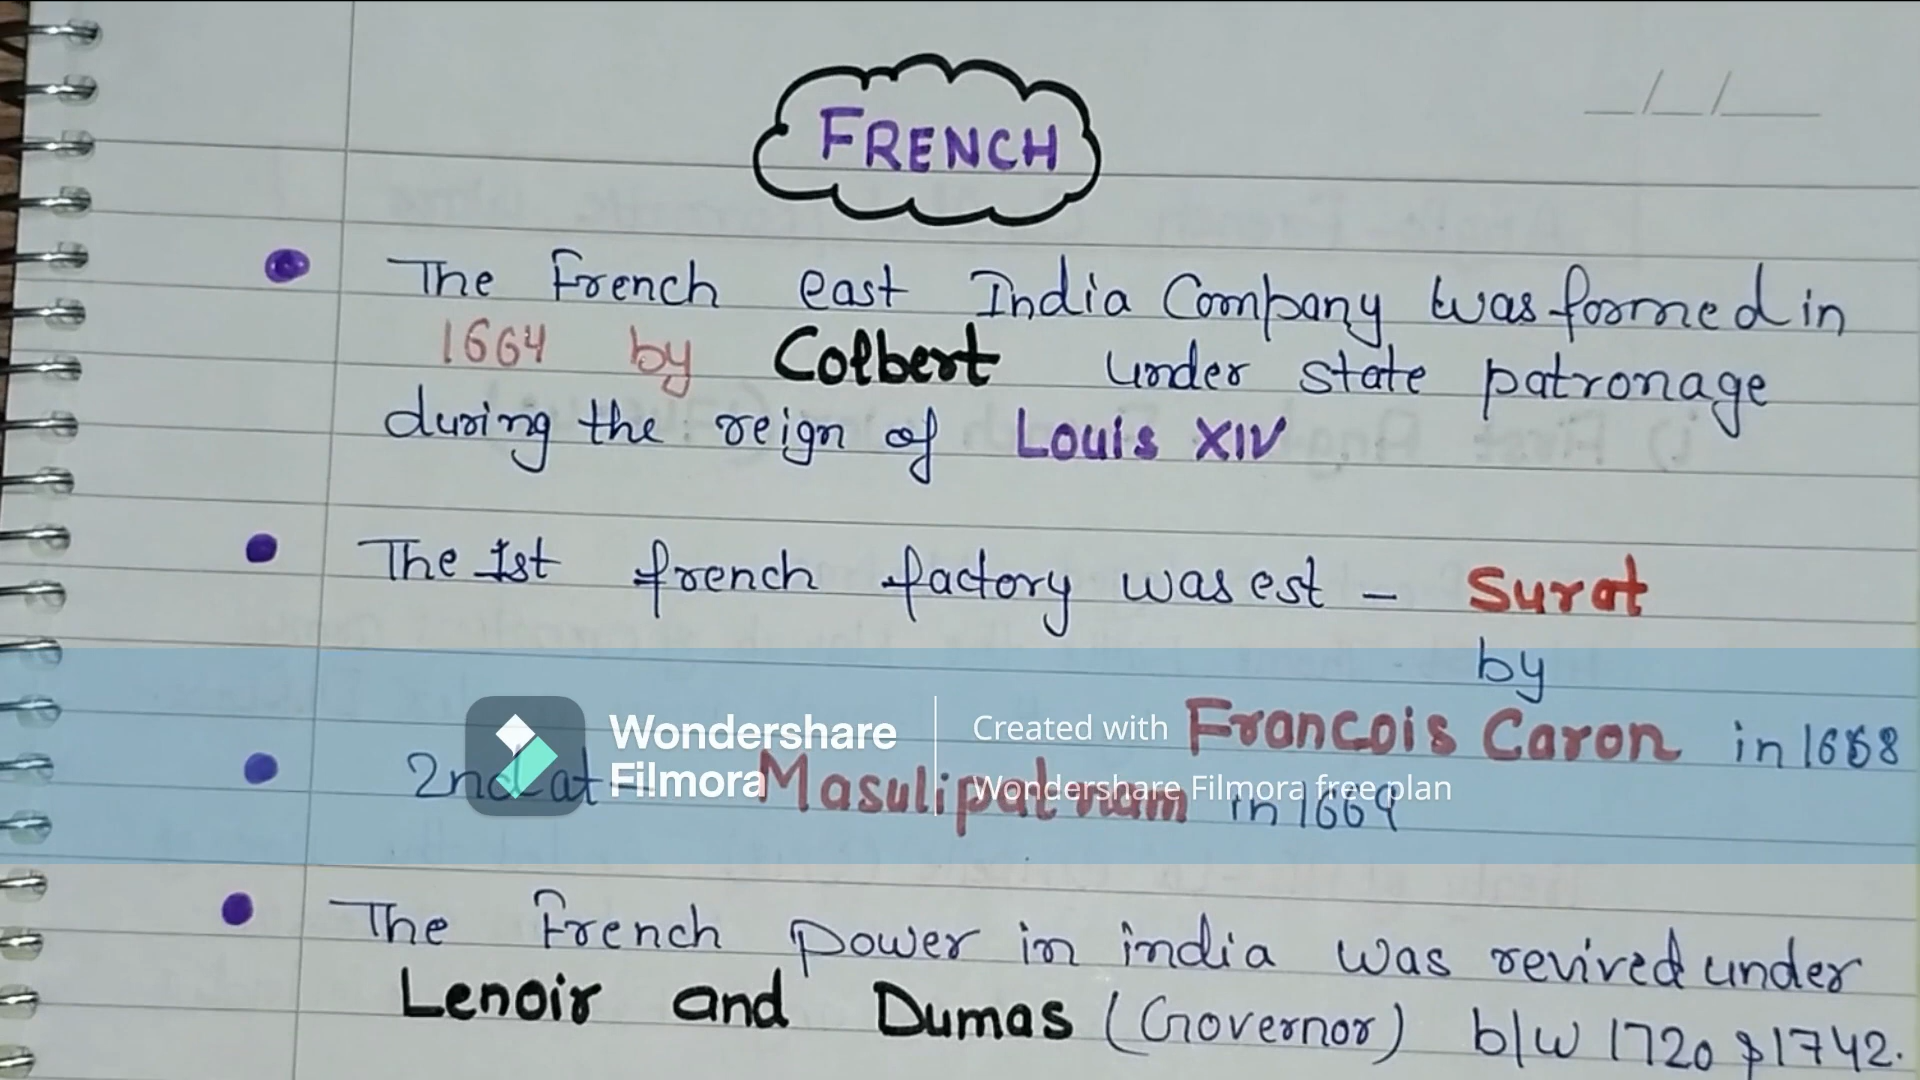 FRENCH
The French east India Company was formed in
1664 by Colbert under state patronage
during the reign of Louis XIV
The 1st french factory was est - Surat
by
Francois Caron in 1668
2nd at - Masulipatnam in 1669
Wondershare
Filmora
Created with
Wondershare Filmora free plan
The French power in india was revived under
Lenoir and Dumas (Governor) b/w 1720 & 1742.